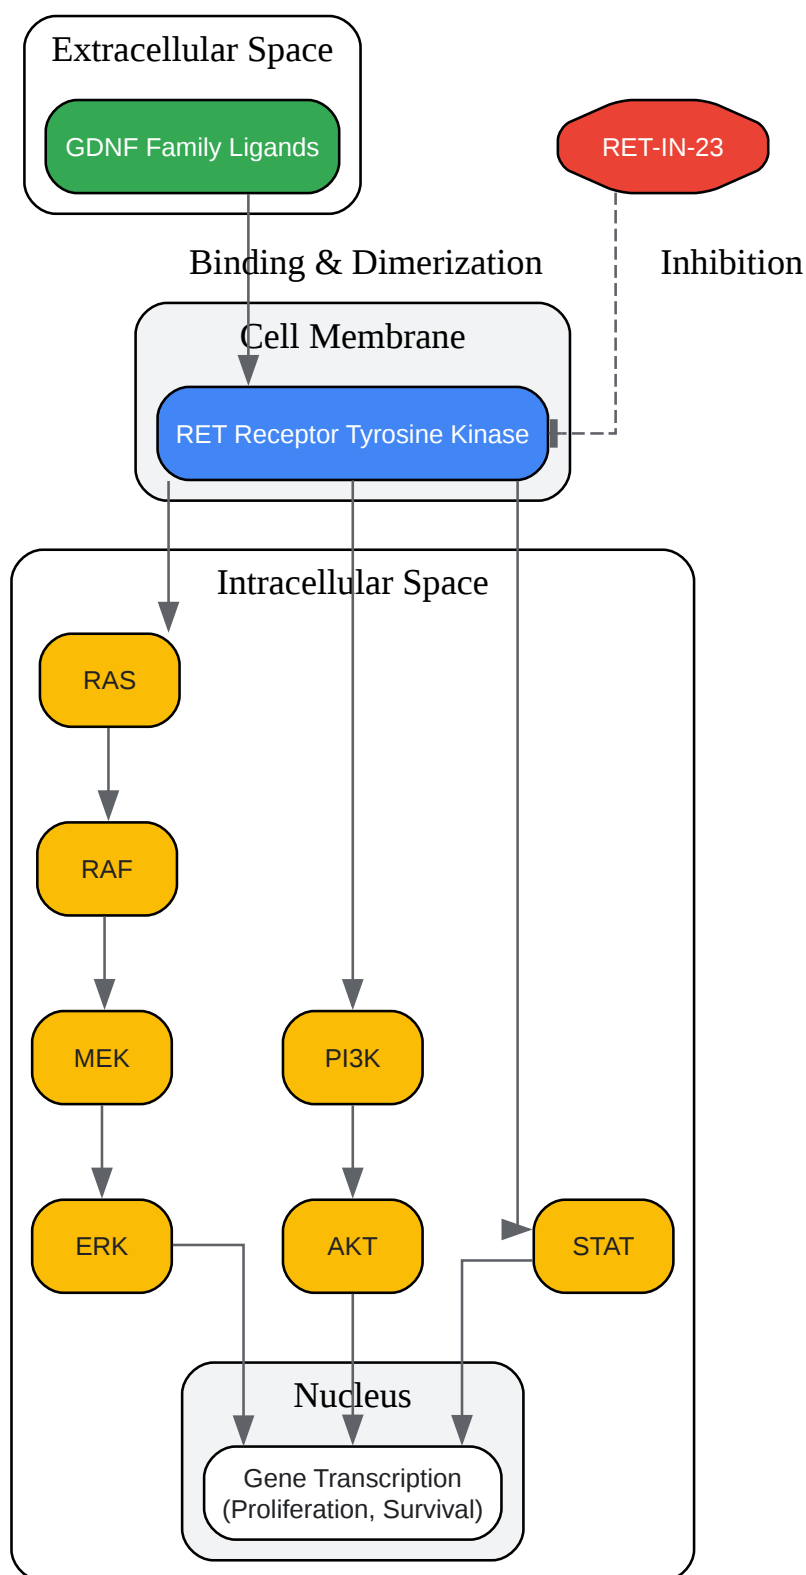 Extracellular Space
GDNF Family Ligands
RET-IN-23
Binding & Dimerization
Inhibition
Cell Membrane
RET Receptor Tyrosine Kinase
Intracellular Space
RAS
RAF
MEK
PI3K
ERK
AKT
STAT
Nucleus
Gene Transcription
(Proliferation, Survival)